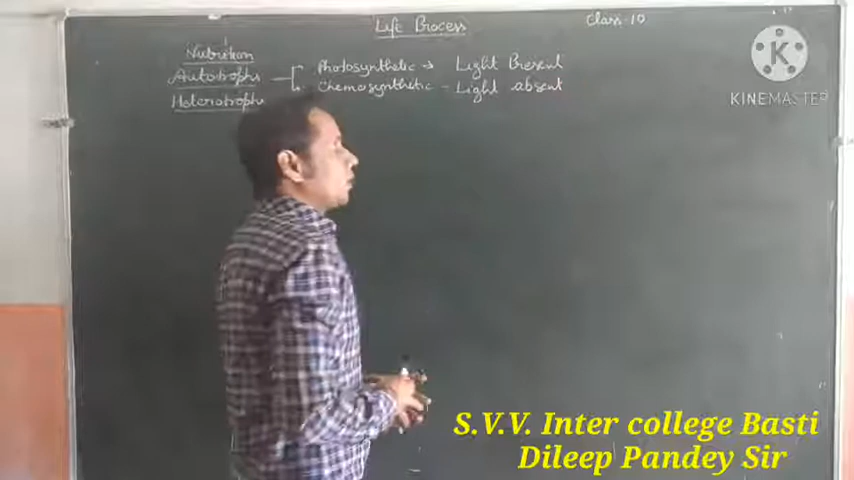 Life Process
Class-10
Nutrition
Autotrophs
Photosynthetic → Light Present
Chemosynthetic - Light absent
Heterotrophs
K
KINEMASTER
S.V.V. Inter college Basti
Dileep Pandey Sir